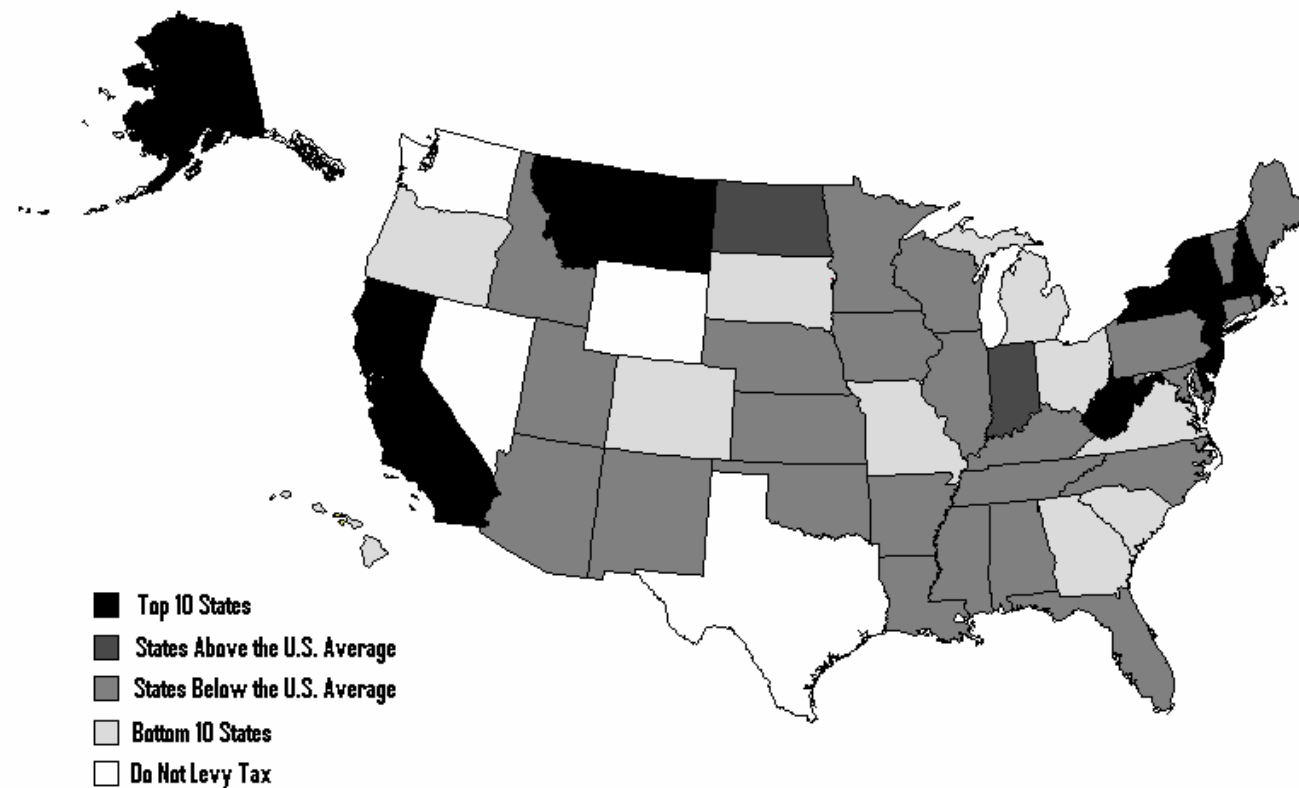 Top 10 States
States Above the U.S. Average
States Below the U.S. Average
Bottom 10 States
Do Not Levy Tax